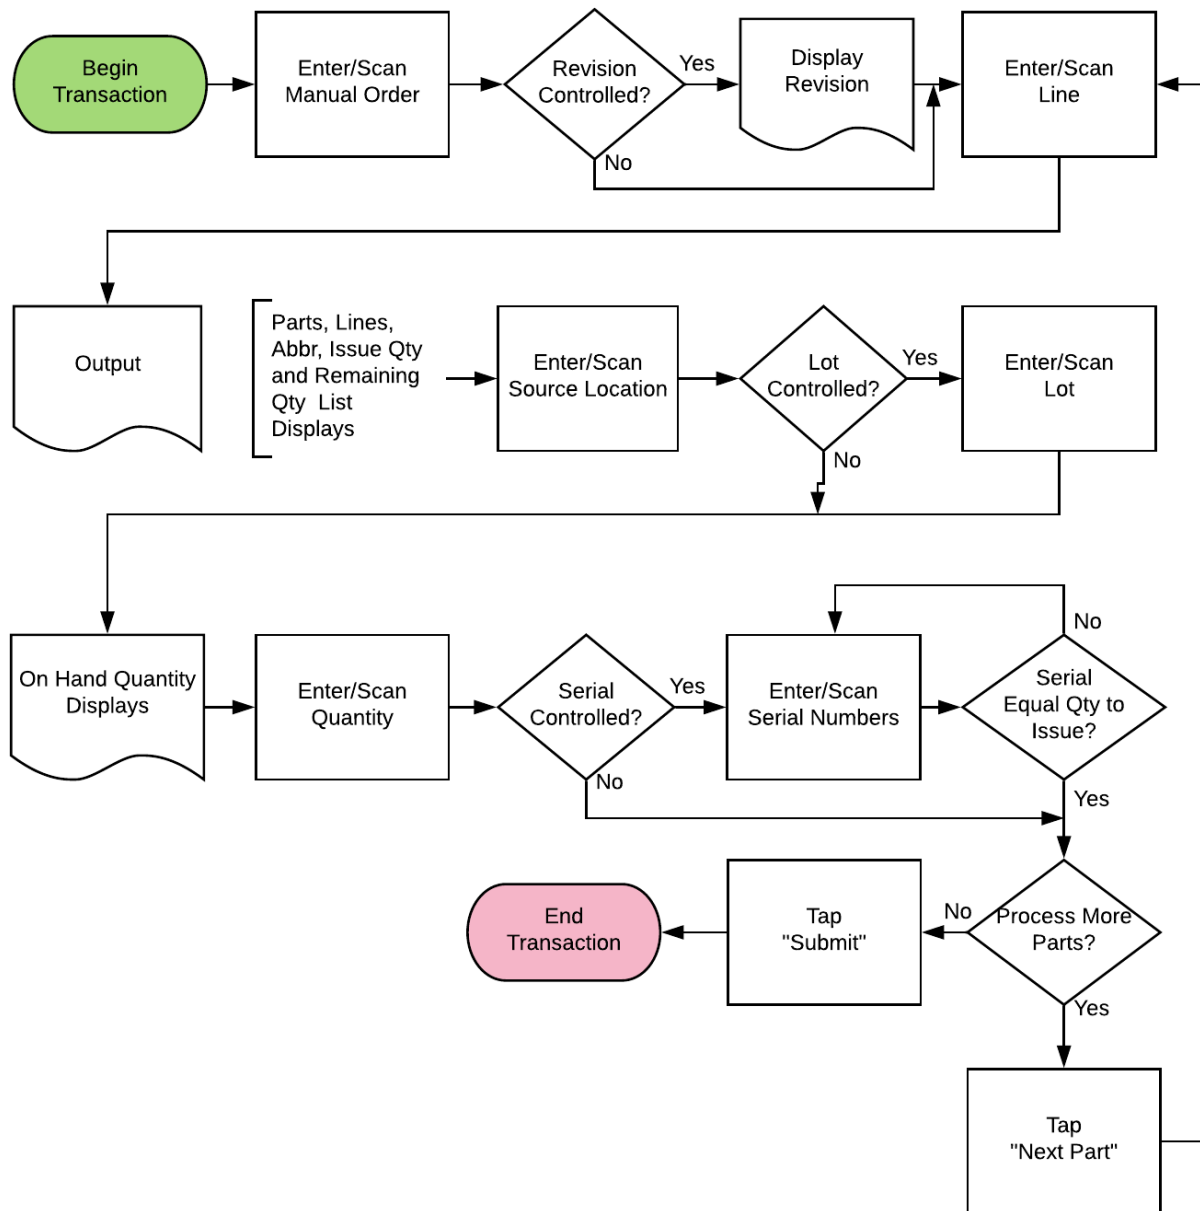 Begin
Transaction
Enter/Scan
Manual Order
Revision
Controlled?
Yes
No
Display
Revision
Enter/Scan
Line
Output
Parts, Lines,
Abbr, Issue Qty
and Remaining
Qty  List
Displays
Enter/Scan
Source Location
Lot
Controlled?
Yes
No
Enter/Scan
Lot
On Hand Quantity
Displays
Enter/Scan
Quantity
Serial
Controlled?
Yes
No
Enter/Scan
Serial Numbers
Serial
Equal Qty to
Issue?
No
Yes
Process More
Parts?
No
Yes
Tap
"Submit"
End
Transaction
Tap
"Next Part"